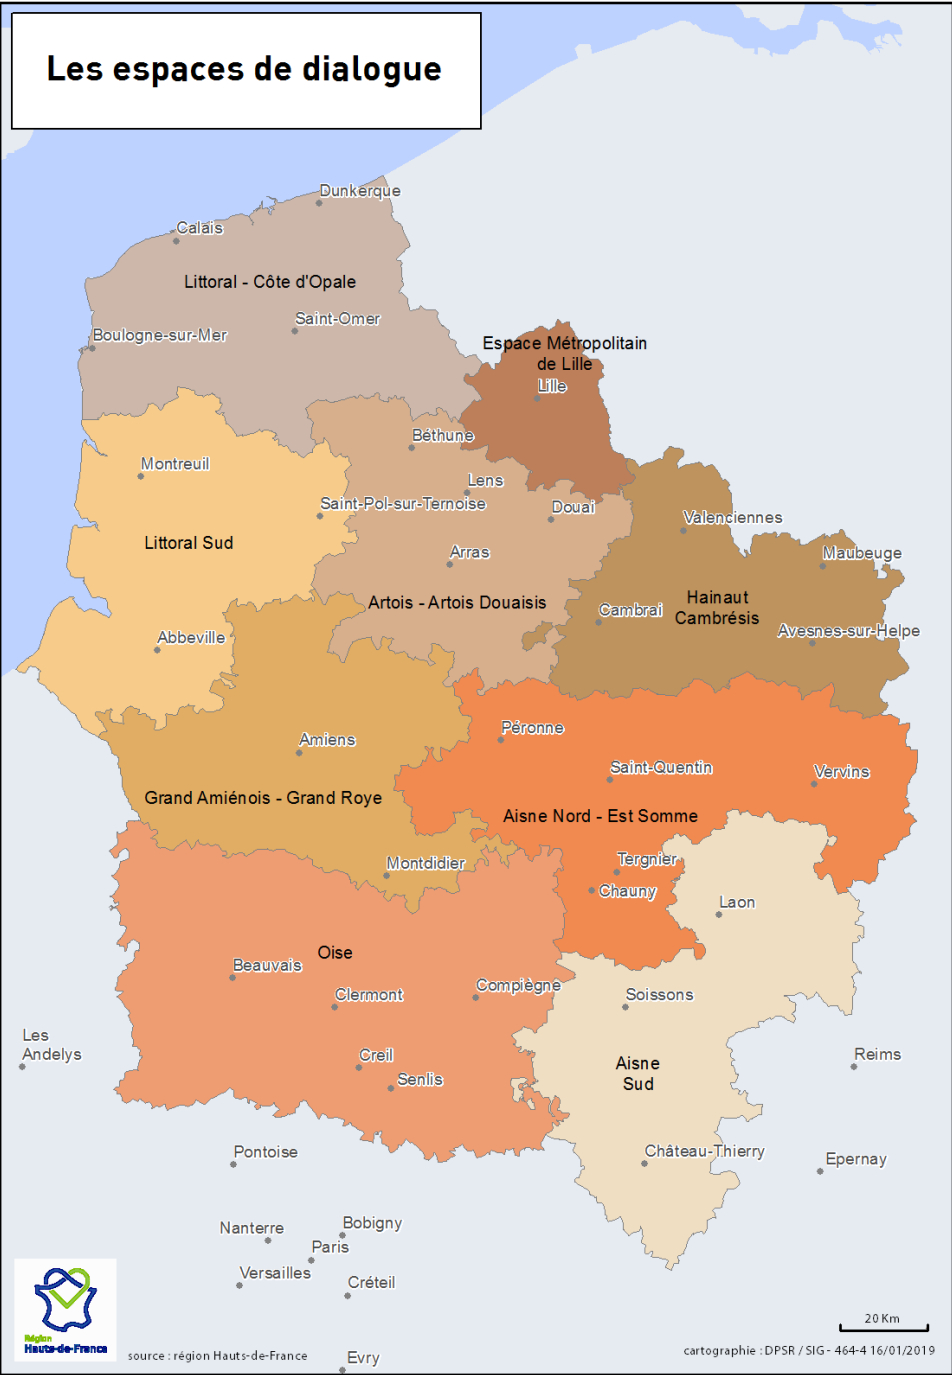 Les espaces de dialogue
Dunkerque
Calais
Littoral - Côte d'Opale
Saint-Omer
Boulogne-sur-Mer
Espace Métropolitain
de Lille
Lille
Béthune
Montreuil
Lens
Saint-Pol-sur-Ternoise
Douai
Valenciennes
Littoral Sud
Arras
Maubeuge
Artois - Artois Douaisis
Hainaut
Cambrésis
Cambrai
Avesnes-sur-Helpe
Abbeville
Péronne
Amiens
Saint-Quentin
Vervins
Grand Amiénois - Grand Roye
Aisne Nord - Est Somme
Montdidier
Tergnier
Chauny
Laon
Oise
Beauvais
Clermont
Compiègne
Soissons
Les
Andelys
Creil
Senlis
Aisne
Sud
Reims
Pontoise
Château-Thierry
Epernay
Nanterre
Bobigny
Paris
Versailles
Créteil
20 Km
Région
Hauts-de-France
source : région Hauts-de-France
Evry
cartographie : DPSR / SIG - 464-4 16/01/2019